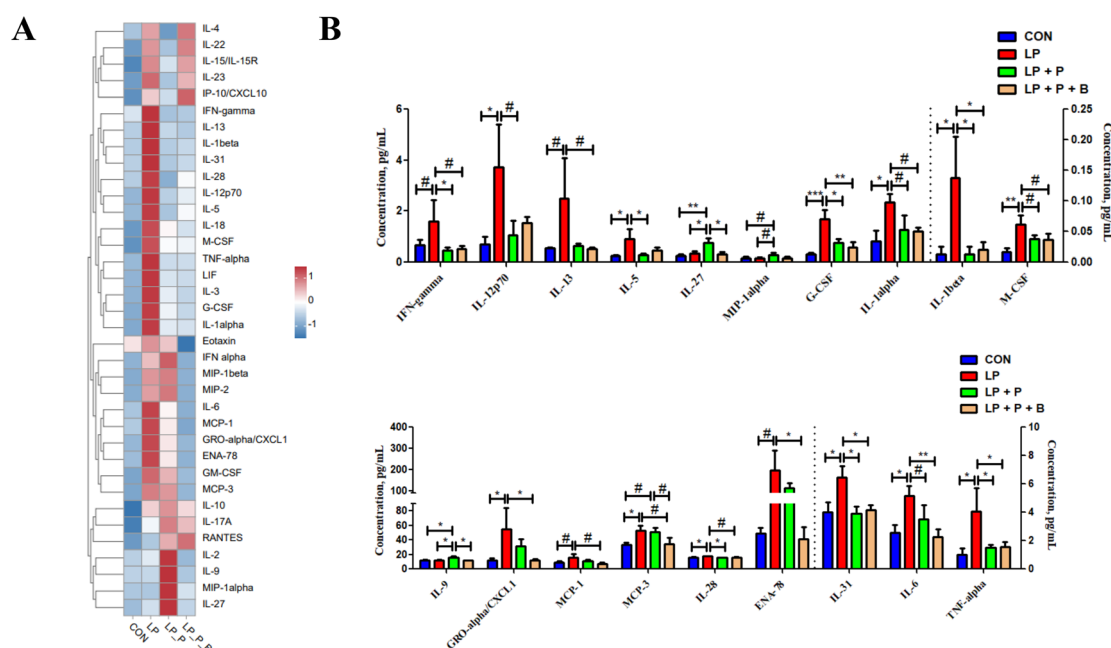 A
IL-4
IL-22
IL-15/IL-15R
IL-23
IP-10/CXCL10
IFN-gamma
IL-13
IL-1beta
IL-31
IL-28
IL-12p70
IL-5
IL-18
M-CSF
TNF-alpha
LIF
IL-3
G-CSF
IL-1alpha
Eotaxin
IFN alpha
MIP-1beta
MIP-2
IL-6
MCP-1
GRO-alpha/CXCL1
ENA-78
GM-CSF
MCP-3
IL-10
IL-17A
RANTES
IL-2
IL-9
MIP-1alpha
IL-27
CON LP LP_P LP_P_B
1
0
-1
B
CON
LP
LP + P
LP + P + B
Concentration, pg/mL
6
4
2
0
# # * * # # # * * ** * * # # *** ** * * # # * * * ** # #
0.25
0.20
0.15
0.10
0.05
0.00
Concentration, pg/mL
IFN-gamma IL-12p70 IL-13 IL-5 IL-27 MIP-1alpha G-CSF IL-1alpha IL-1beta M-CSF
CON
LP
LP + P
LP + P + B
Concentration, pg/mL
400
300
200
100
80
60
40
20
0
* * * * * # # # # * # * * # # * * * * * ** # * * *
10
8
6
4
2
0
Concentration, pg/mL
IL-9 GRO-alpha/CXCL1 MCP-1 MCP-3 IL-28 ENA-78 IL-31 IL-6 TNF-alpha